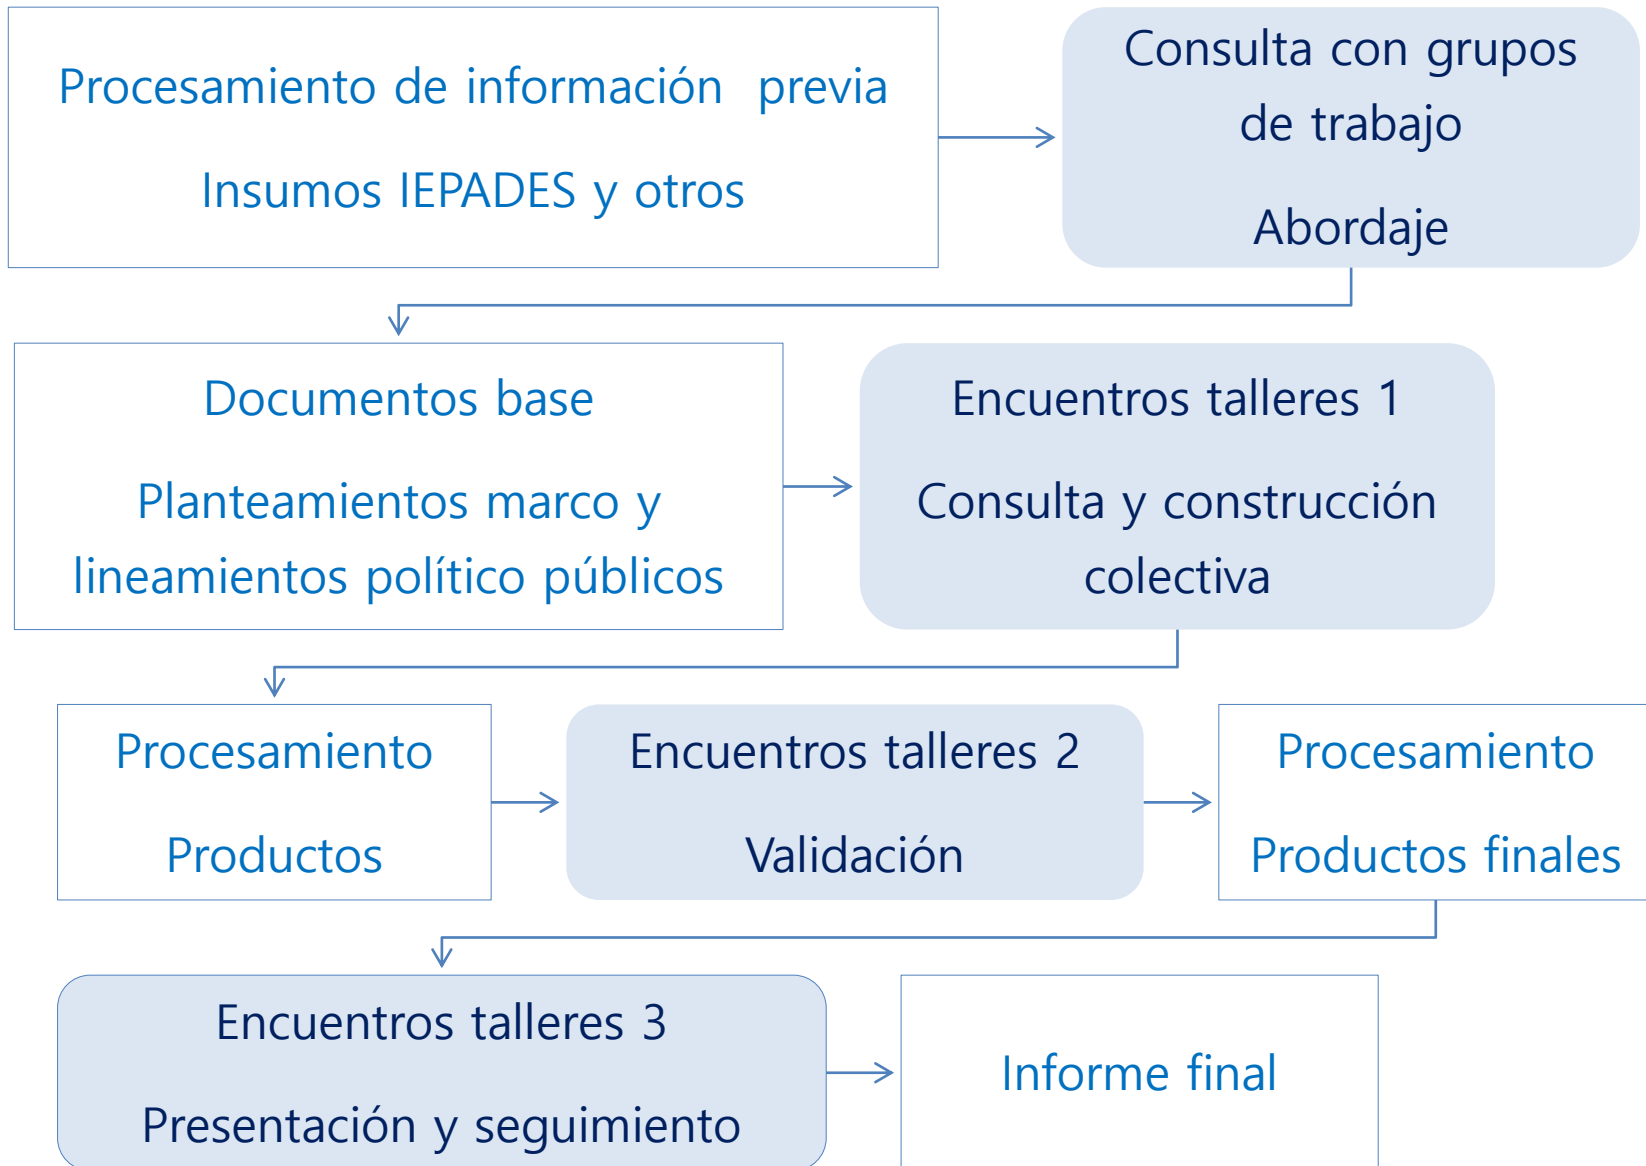 Procesamiento de información previa
Insumos IEPADES y otros
Consulta con grupos
de trabajo
Abordaje
Documentos base
Planteamientos marco y
lineamientos político públicos
Encuentros talleres 1
Consulta y construcción
colectiva
Procesamiento
Productos
Encuentros talleres 2
Validación
Procesamiento
Productos finales
Encuentros talleres 3
Presentación y seguimiento
Informe final